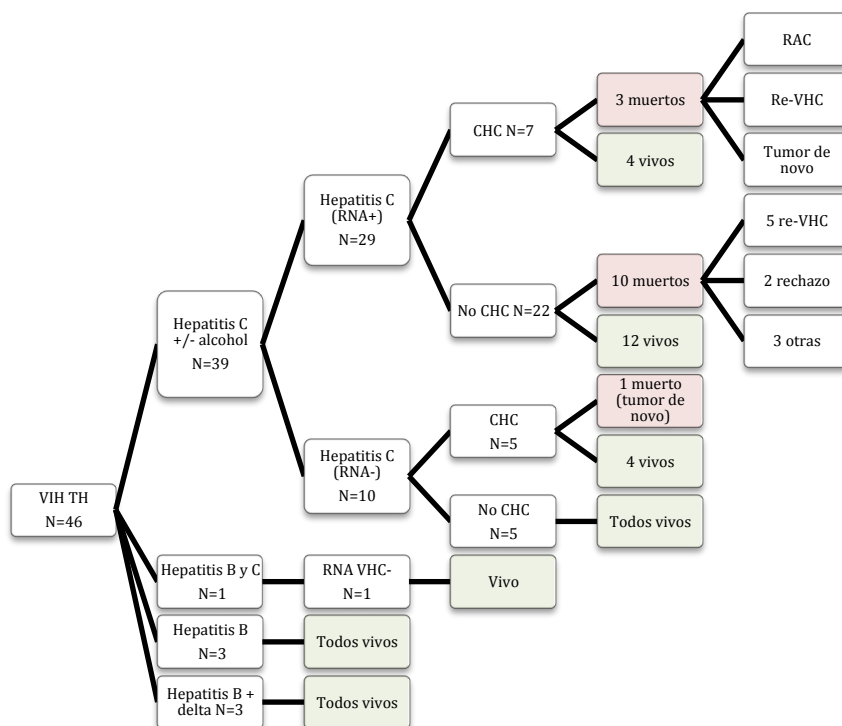 VIH TH
N=46
Hepatitis C
+/- alcohol
N=39
Hepatitis C
(RNA+)
N=29
CHC N=7
3 muertos
RAC
Re-VHC
Tumor de
novo
4 vivos
No CHC N=22
10 muertos
5 re-VHC
2 rechazo
3 otras
12 vivos
Hepatitis C
(RNA-)
N=10
CHC
N=5
1 muerto
(tumor de
novo)
4 vivos
No CHC
N=5
Todos vivos
Hepatitis B y C
N=1
RNA VHC-
N=1
Vivo
Hepatitis B
N=3
Todos vivos
Hepatitis B +
delta N=3
Todos vivos